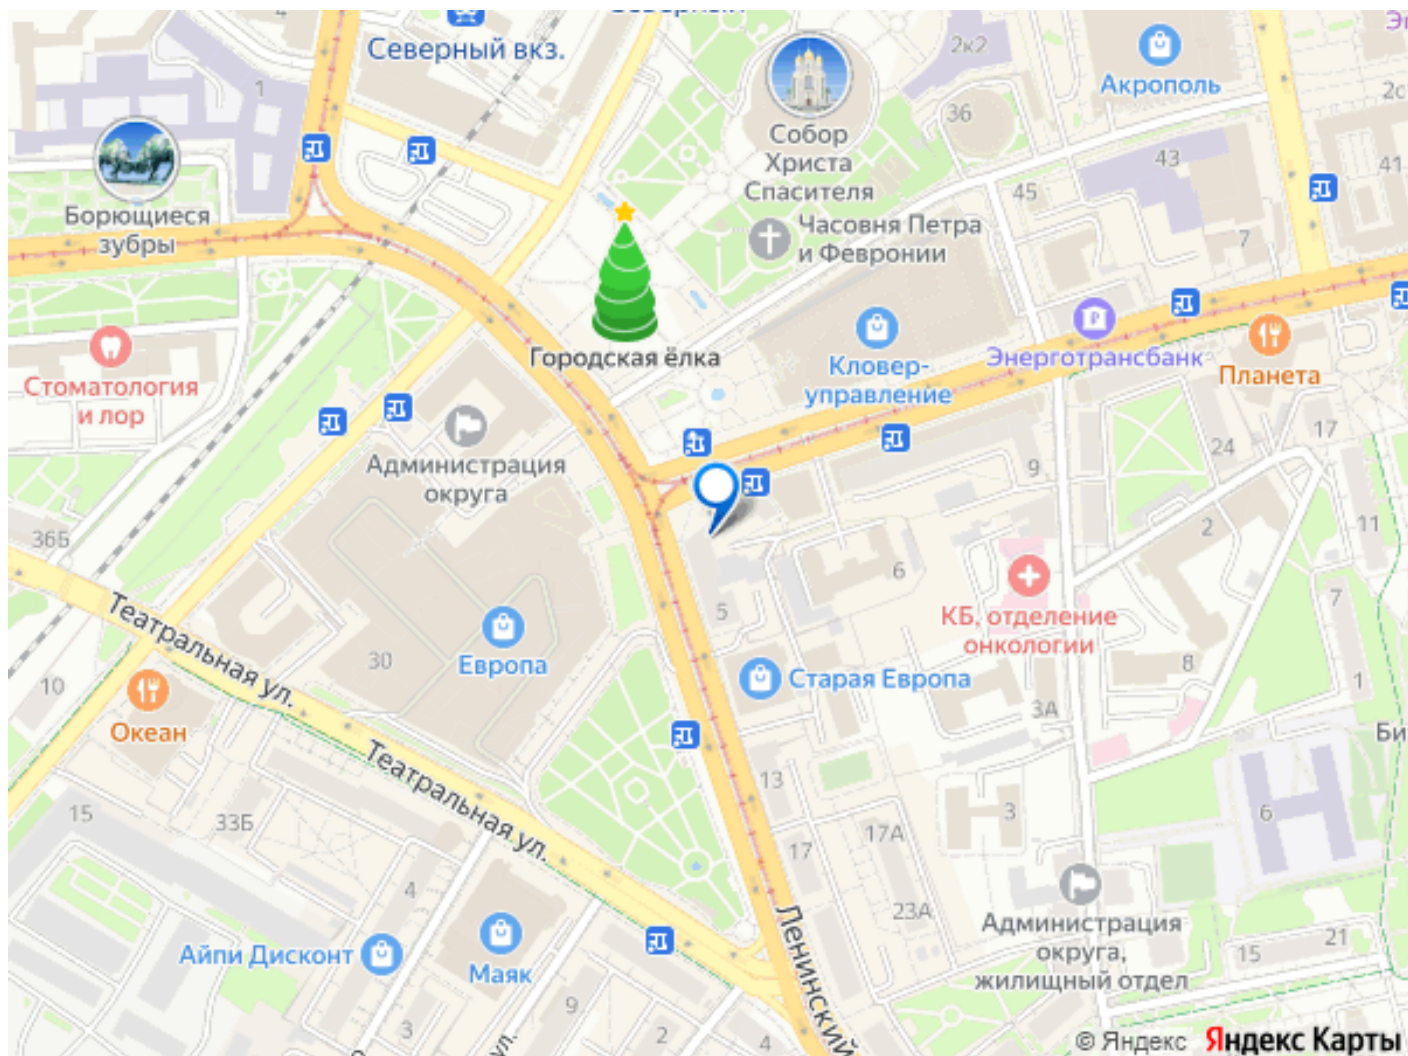 Северный вкз.
2к2
Акрополь
1
36
2с
Собор
Христа
Спасителя
43
41
45
Борющиеся
зубры
Часовня Петра
и Февронии
7
Городская ёлка
Энерготрансбанк
Стоматология
и лор
Кловер-
управление
Планета
Администрация
округа
24
17
9
36Б
2
11
6
5
КБ, отделение
онкологии
7
Театральная ул.
30
Европа
Старая Европа
8
1
10
3А
Океан
Би
Театральная ул.
13
15
33Б
3
6
17А
17
4
23А
Администрация
округа,
жилищный отдел
Ленинский
15
21
Айпи Дисконт
Маяк
9
3
ул.
2
4
© Яндекс Яндекс Карты